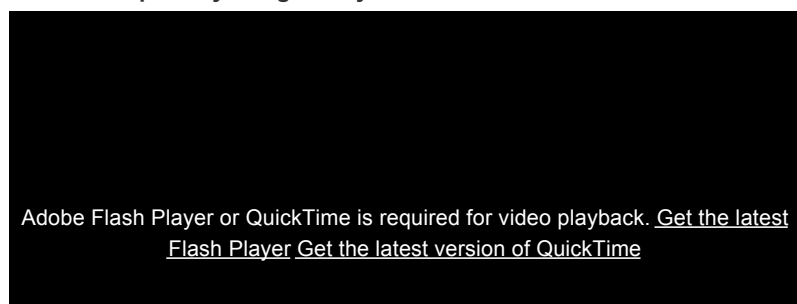 Adobe Flash Player or QuickTime is required for video playback. Get the latest
Flash Player Get the latest version of QuickTime